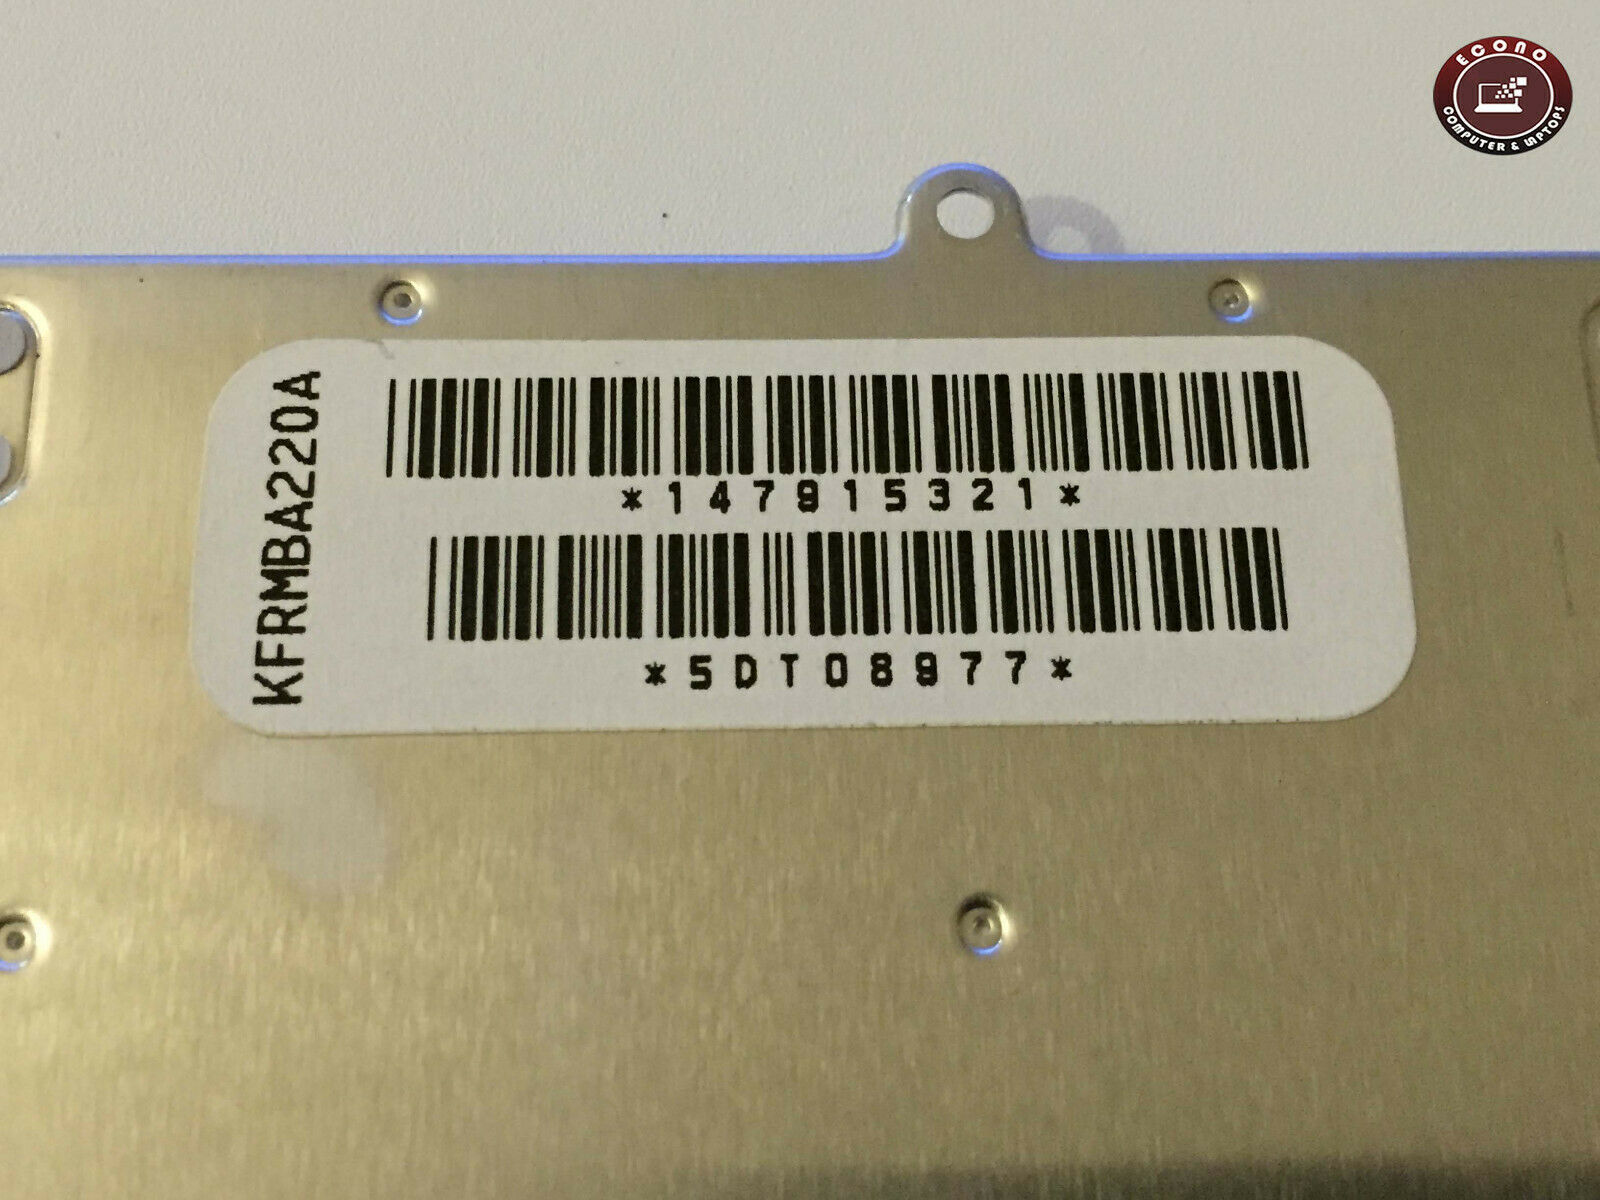 ECONO
COMPUTER & LAPTOPS
KFRMBA220A
*147915321*
*5DT08977*